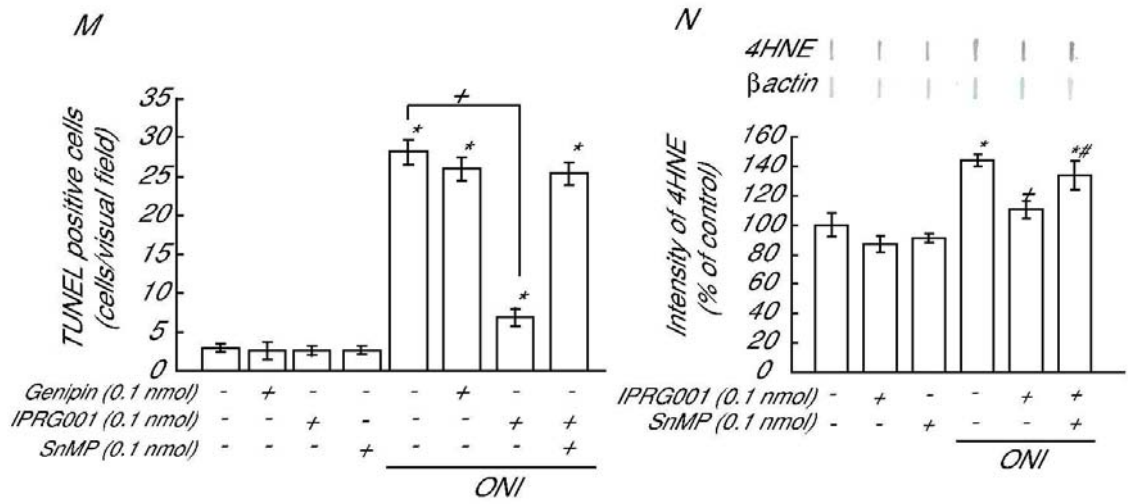 M
TUNEL positive cells
(cells/visual field)
35
30
25
20
15
10
5
0
+
* * * *
Genipin (0.1 nmol) - + - - - + - -
IPRG001 (0.1 nmol) - - + - - - + +
SnMP (0.1 nmol) - - - + - - - +
ONI
N
4HNE
βactin
Intensity of 4HNE
(% of control)
160
140
120
100
80
60
40
20
0
* ‡ *#
IPRG001 (0.1 nmol) - + - - + +
SnMP (0.1 nmol) - - + - - +
ONI